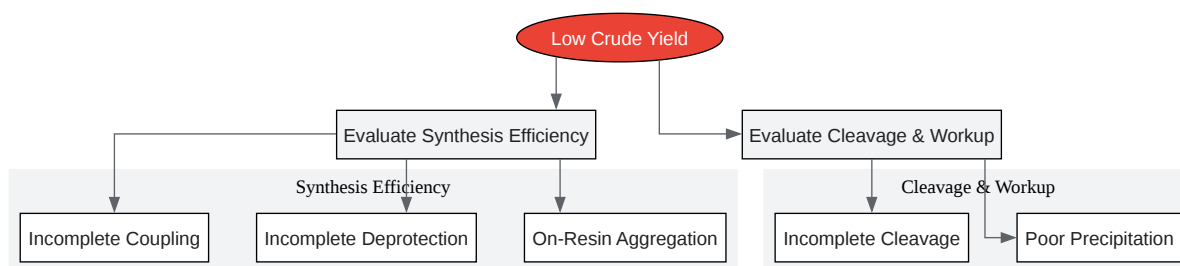 Low Crude Yield
Evaluate Synthesis Efficiency
Evaluate Cleavage & Workup
Synthesis Efficiency
Cleavage & Workup
Incomplete Coupling
Incomplete Deprotection
On-Resin Aggregation
Incomplete Cleavage
Poor Precipitation